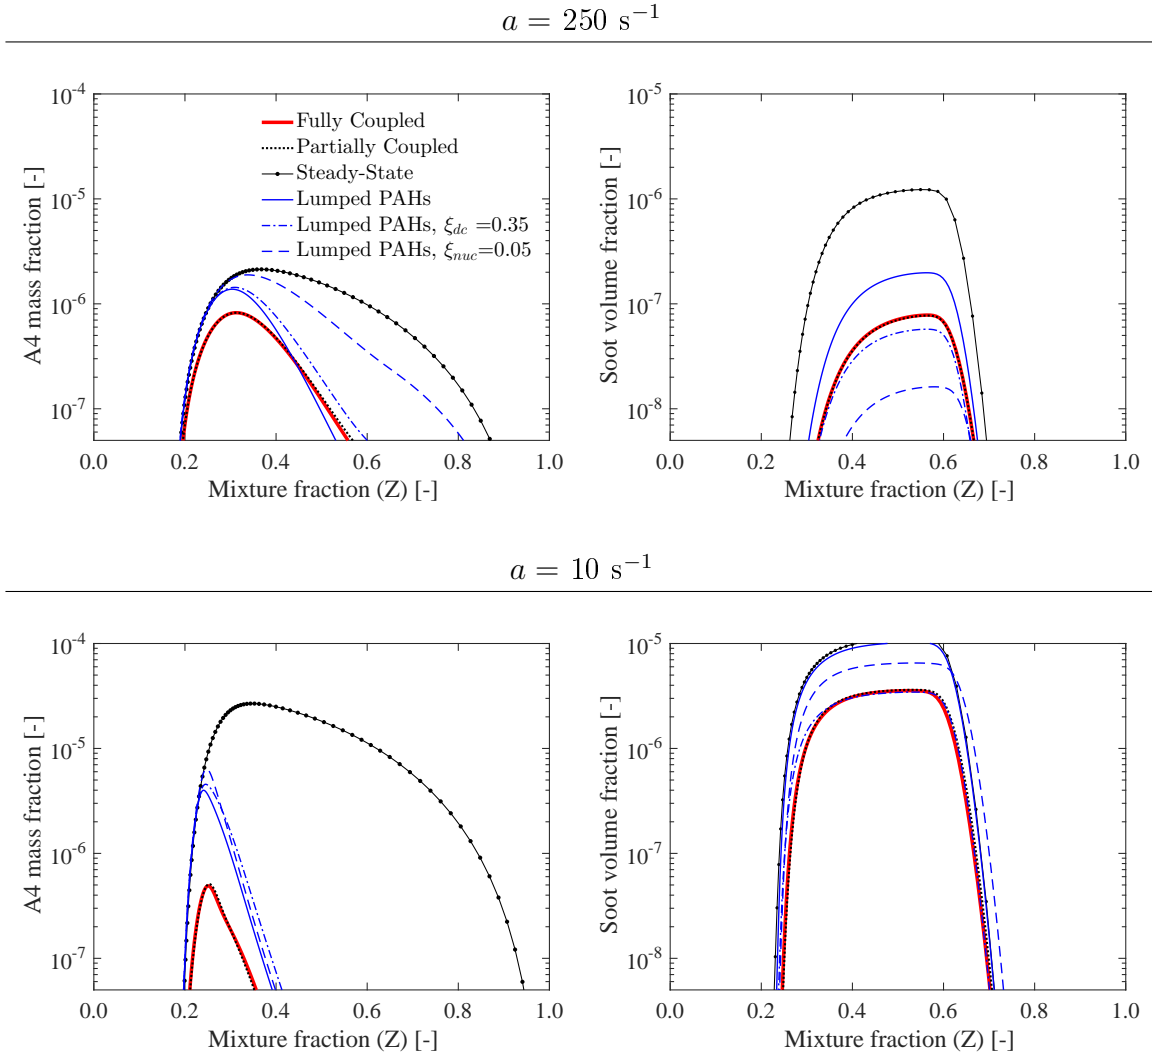 a = 250 s⁻¹
10⁻⁴
10⁻⁵
10⁻⁶
10⁻⁷
A4 mass fraction [-]
Fully Coupled
Partially Coupled
Steady-State
Lumped PAHs
Lumped PAHs, ξdc =0.35
Lumped PAHs, ξnuc=0.05
0.0 0.2 0.4 0.6 0.8 1.0
Mixture fraction (Z) [-]
10⁻⁵
10⁻⁶
10⁻⁷
10⁻⁸
Soot volume fraction [-]
0.0 0.2 0.4 0.6 0.8 1.0
Mixture fraction (Z) [-]
a = 10 s⁻¹
10⁻⁴
10⁻⁵
10⁻⁶
10⁻⁷
A4 mass fraction [-]
0.0 0.2 0.4 0.6 0.8 1.0
Mixture fraction (Z) [-]
10⁻⁵
10⁻⁶
10⁻⁷
10⁻⁸
Soot volume fraction [-]
0.0 0.2 0.4 0.6 0.8 1.0
Mixture fraction (Z) [-]